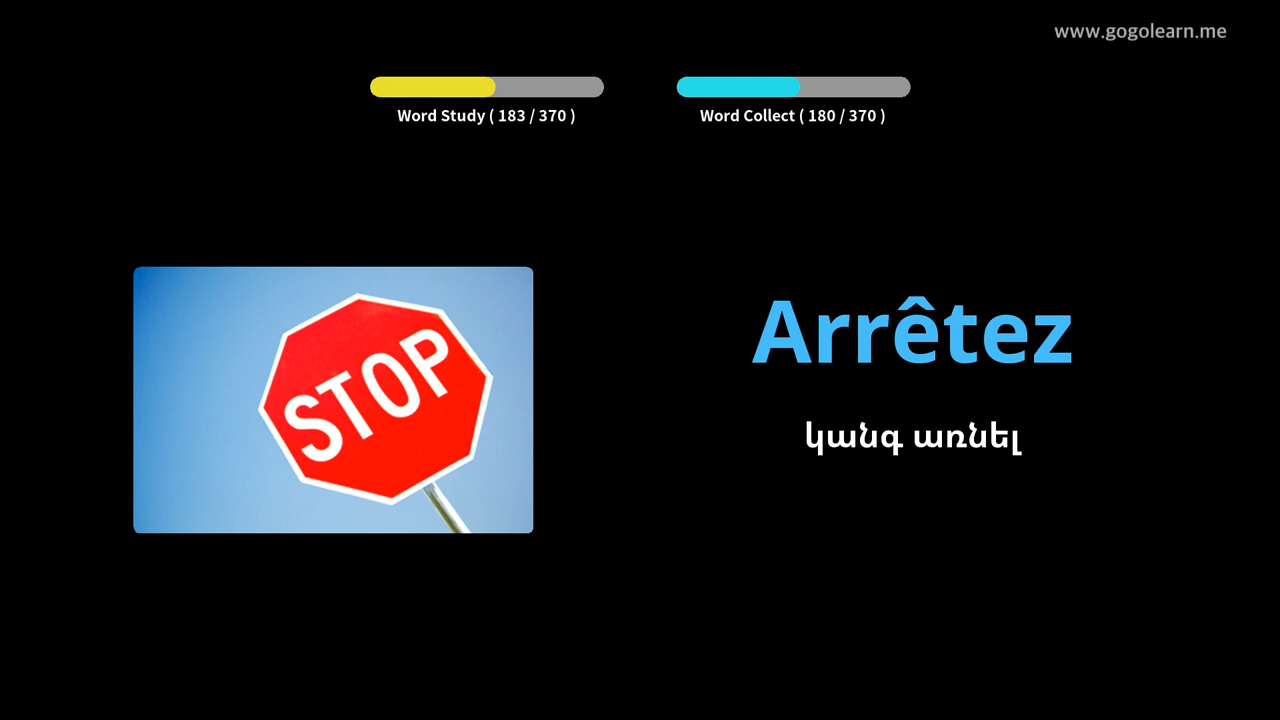 www.gogolearn.me
Word Study ( 183 / 370 )
Word Collect ( 180 / 370 )
STOP
Arrêtez
կանգ առնել